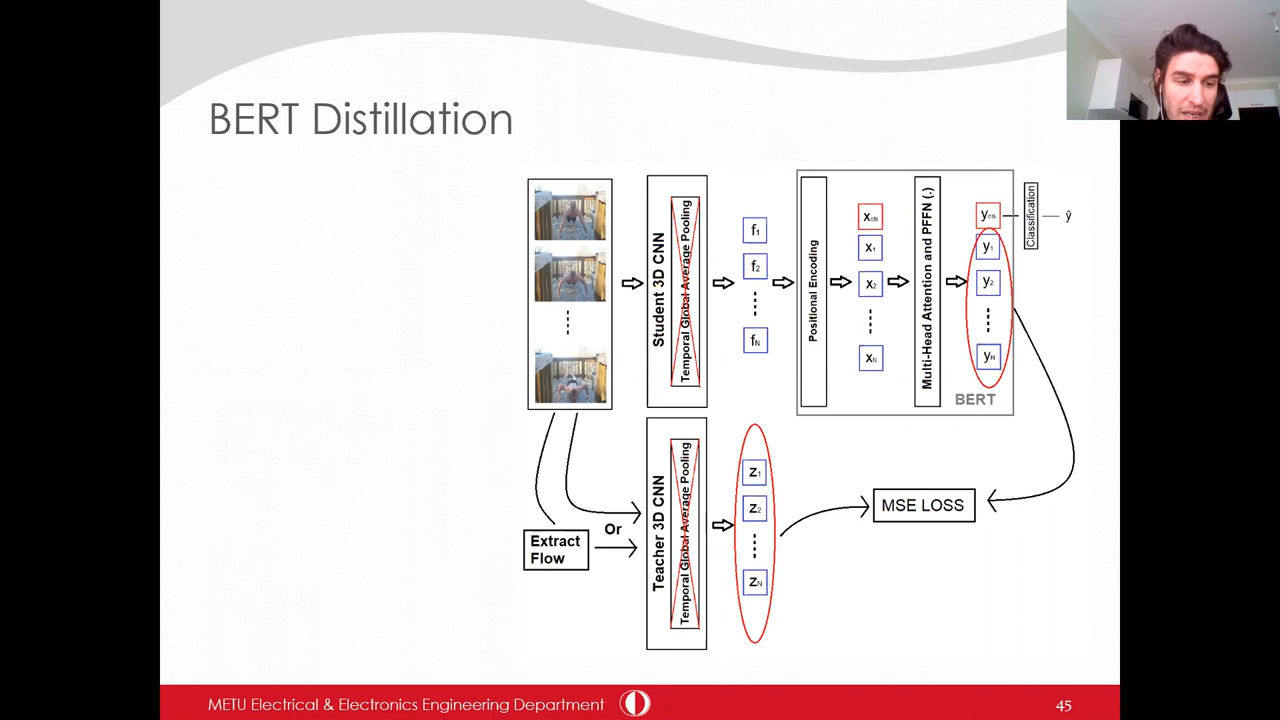 BERT Distillation
Student 3D CNN
Temporal Global Average Pooling
f1
f2
fN
Positional Encoding
xcls
x1
x2
xN
Multi-Head Attention and PFFN (.)
ycls
y1
y2
yN
BERT
Classification
ŷ
Extract
Flow
Or
Teacher 3D CNN
Temporal Global Average Pooling
z1
z2
zN
MSE LOSS
METU Electrical & Electronics Engineering Department
45